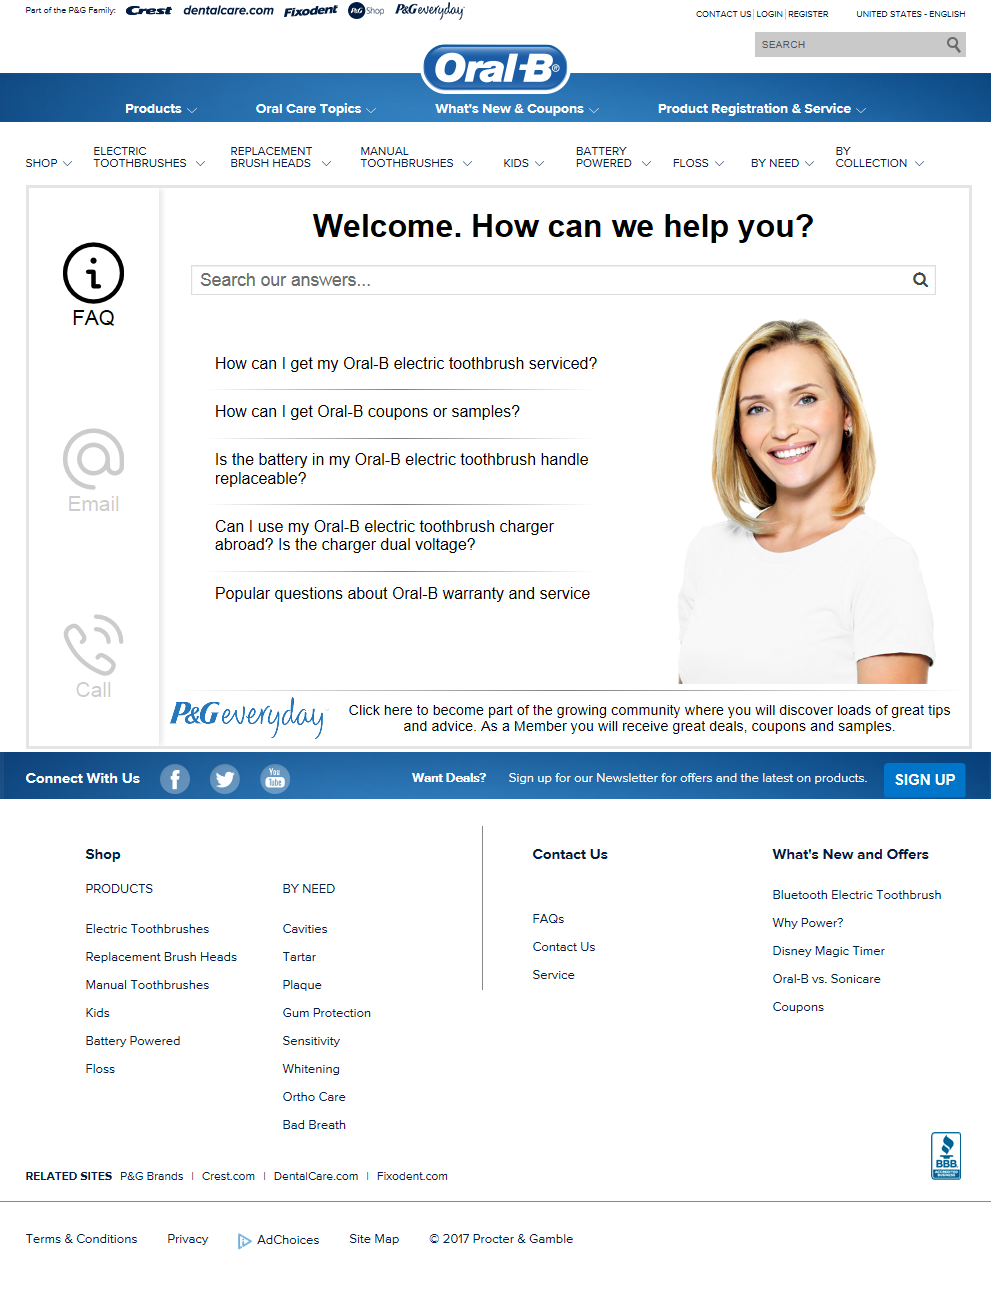 Part of the P&G Family: Crest dentalcare.com Fixodent P&G Shop P&G everyday
CONTACT US | LOGIN | REGISTER UNITED STATES - ENGLISH
SEARCH
Oral-B®
Products Oral Care Topics What's New & Coupons Product Registration & Service
SHOP
ELECTRIC
TOOTHBRUSHES
REPLACEMENT
BRUSH HEADS
MANUAL
TOOTHBRUSHES
KIDS
BATTERY
POWERED
FLOSS
BY NEED
BY
COLLECTION
Welcome. How can we help you?
Search our answers...
FAQ
Email
Call
How can I get my Oral-B electric toothbrush serviced?
How can I get Oral-B coupons or samples?
Is the battery in my Oral-B electric toothbrush handle
replaceable?
Can I use my Oral-B electric toothbrush charger
abroad? Is the charger dual voltage?
Popular questions about Oral-B warranty and service
P&G everyday
Click here to become part of the growing community where you will discover loads of great tips
and advice. As a Member you will receive great deals, coupons and samples.
Connect With Us
You
Tube
Want Deals? Sign up for our Newsletter for offers and the latest on products. SIGN UP
Shop
PRODUCTS
Electric Toothbrushes
Replacement Brush Heads
Manual Toothbrushes
Kids
Battery Powered
Floss
BY NEED
Cavities
Tartar
Plaque
Gum Protection
Sensitivity
Whitening
Ortho Care
Bad Breath
Contact Us
FAQs
Contact Us
Service
What's New and Offers
Bluetooth Electric Toothbrush
Why Power?
Disney Magic Timer
Oral-B vs. Sonicare
Coupons
BBB
ACCREDITED
BUSINESS
RELATED SITES P&G Brands | Crest.com | DentalCare.com | Fixodent.com
Terms & Conditions Privacy AdChoices Site Map © 2017 Procter & Gamble